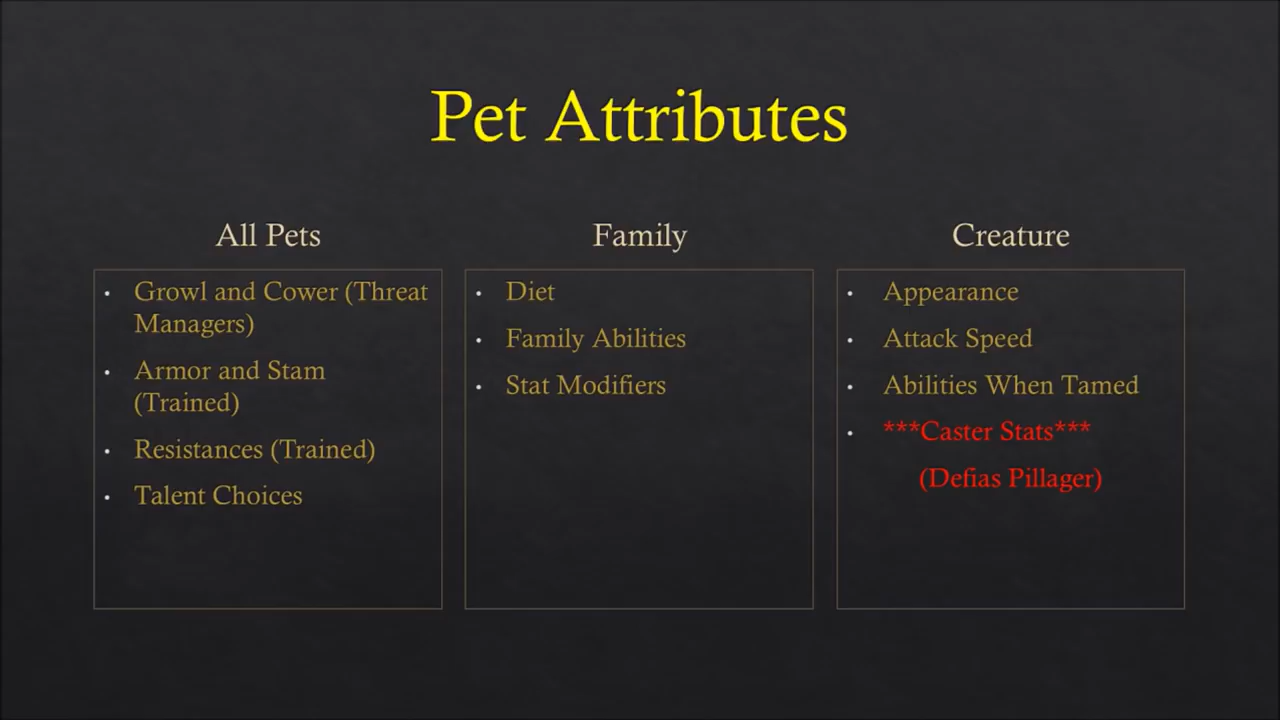 Pet Attributes
All Pets
• Growl and Cower (Threat
Managers)
• Armor and Stam
(Trained)
• Resistances (Trained)
• Talent Choices
Family
• Diet
• Family Abilities
• Stat Modifiers
Creature
• Appearance
• Attack Speed
• Abilities When Tamed
• ***Caster Stats***
(Defias Pillager)